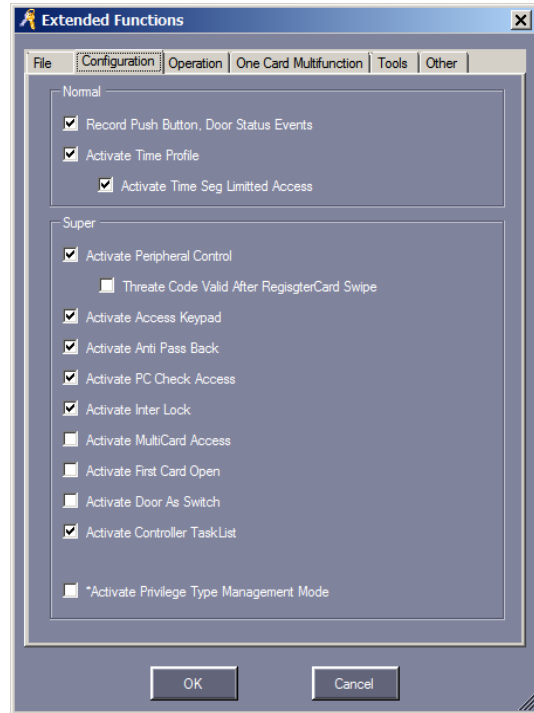 Extended Functions
File Configuration Operation One Card Multifunction Tools Other
Normal
Record Push Button, Door Status Events
Activate Time Profile
Activate Time Seg Limitted Access
Super
Activate Peripheral Control
Threate Code Valid After RegisgterCard Swipe
Activate Access Keypad
Activate Anti Pass Back
Activate PC Check Access
Activate Inter Lock
Activate MultiCard Access
Activate First Card Open
Activate Door As Switch
Activate Controller TaskList
*Activate Privilege Type Management Mode
OK Cancel